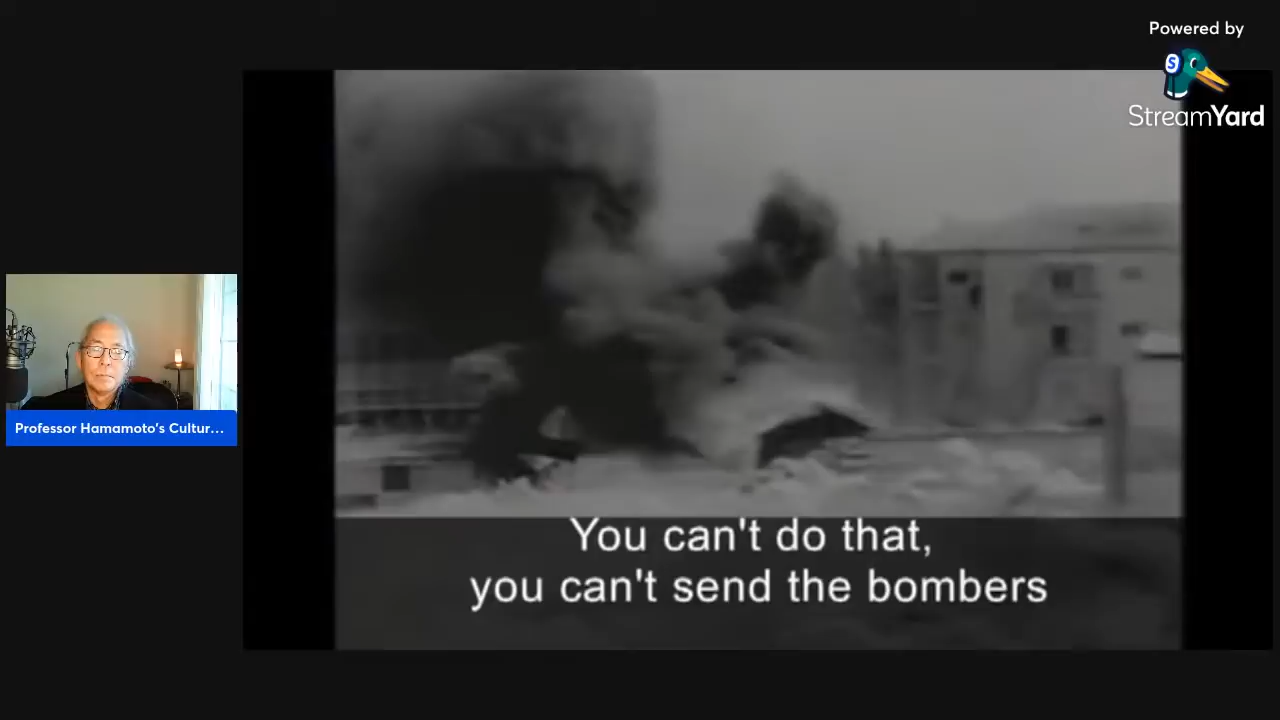 Powered by
StreamYard
Professor Hamamoto's Cultur...
You can't do that,
you can't send the bombers